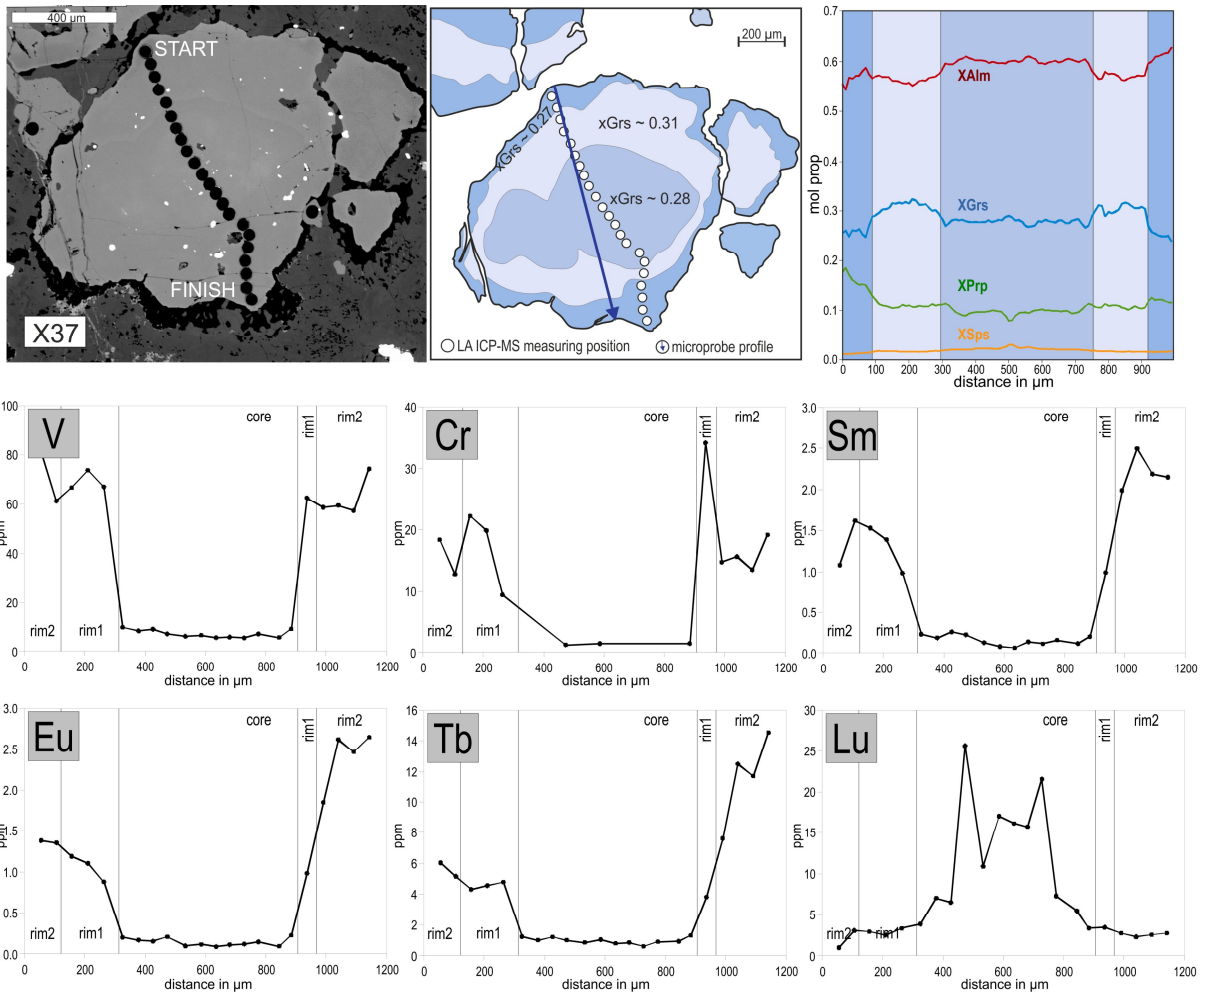 400 µm
START
FINISH
X37
200 µm
xGrs ~ 0.27
xGrs ~ 0.31
xGrs ~ 0.28
LA ICP-MS measuring position
microprobe profile
0.7
0.6
0.5
0.4
0.3
0.2
0.1
0.0
mol prop
XAlm
XGrs
XPrp
XSps
0 100 200 300 400 500 600 700 800 900
distance in µm
V
core
rim1
rim2
100
80
60
40
20
0
ppm
rim2 rim1
0 200 400 600 800 1000 1200
distance in µm
Cr
core
rim1
rim2
40
30
20
10
0
ppm
rim2 rim1
0 200 400 600 800 1000 1200
distance in µm
Sm
core
rim1
rim2
3.0
2.5
2.0
1.5
1.0
0.5
0.0
ppm
rim2 rim1
0 200 400 600 800 1000 1200
distance in µm
Eu
core
rim1
rim2
3.0
2.5
2.0
1.5
1.0
0.5
0.0
ppm
rim2 rim1
0 200 400 600 800 1000 1200
distance in µm
Tb
core
rim1
rim2
16
14
12
10
8
6
4
2
0
ppm
rim2 rim1
0 200 400 600 800 1000 1200
distance in µm
Lu
core
rim1
rim2
30
25
20
15
10
5
0
ppm
rim2 rim1
0 200 400 600 800 1000 1200
distance in µm